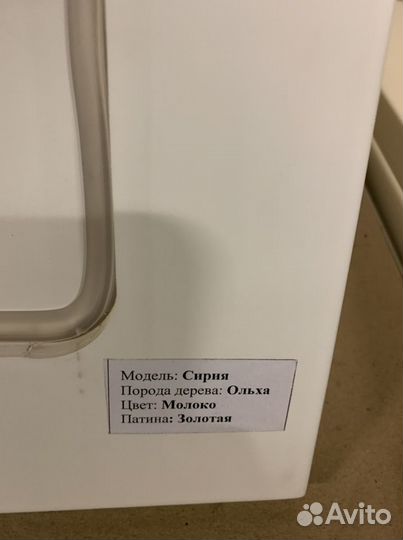 Модель: Сирия
Порода дерева: Ольха
Цвет: Молоко
Патина: Золотая
Avito